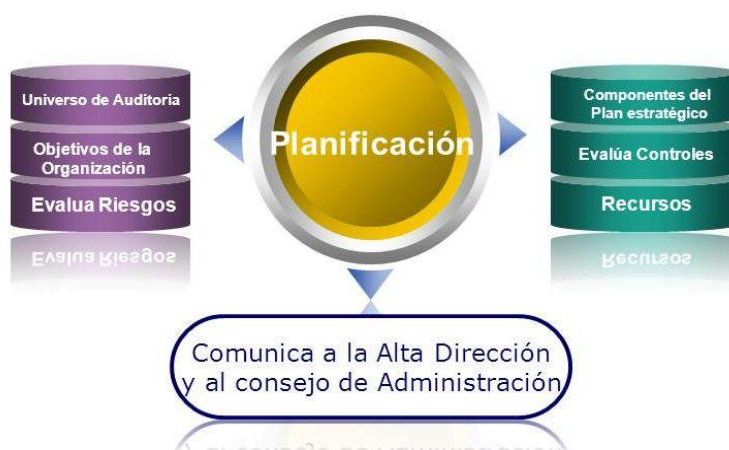 Universo de Auditoria
Objetivos de la
Organización
Evalua Riesgos
Planificación
Componentes del
Plan estratégico
Evalúa Controles
Recursos
Comunica a la Alta Dirección
y al consejo de Administración